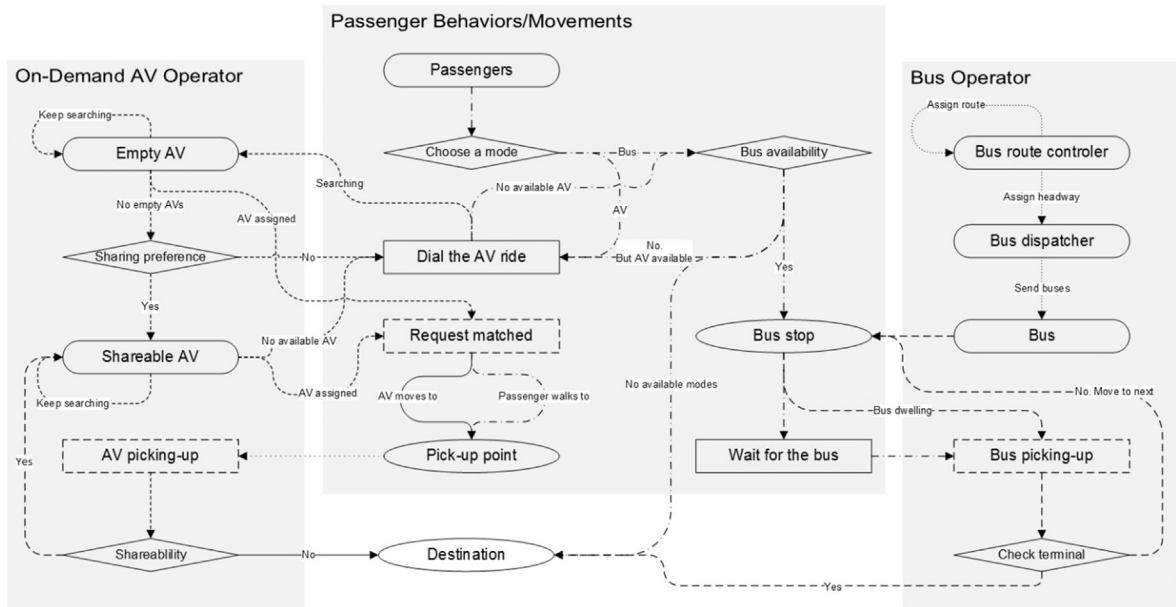 Passenger Behaviors/Movements
On-Demand AV Operator
Bus Operator
Keep searching
Passengers
Assign route
Empty AV
Choose a mode
Bus
Bus availability
Bus route controler
Searching
No available AV
No empty AVs
AV assigned
AV
Assign headway
Sharing preference
No
Dial the AV ride
No.
But AV available
Yes
Bus dispatcher
Yes
Send buses
Shareable AV
No available AV
Request matched
Bus stop
Bus
Keep searching
AV assigned
AV moves to
Passenger walks to
No available modes
No. Move to next
Bus dwelling
Yes
AV picking-up
Pick-up point
Wait for the bus
Bus picking-up
Shareablility
No
Destination
Check terminal
Yes